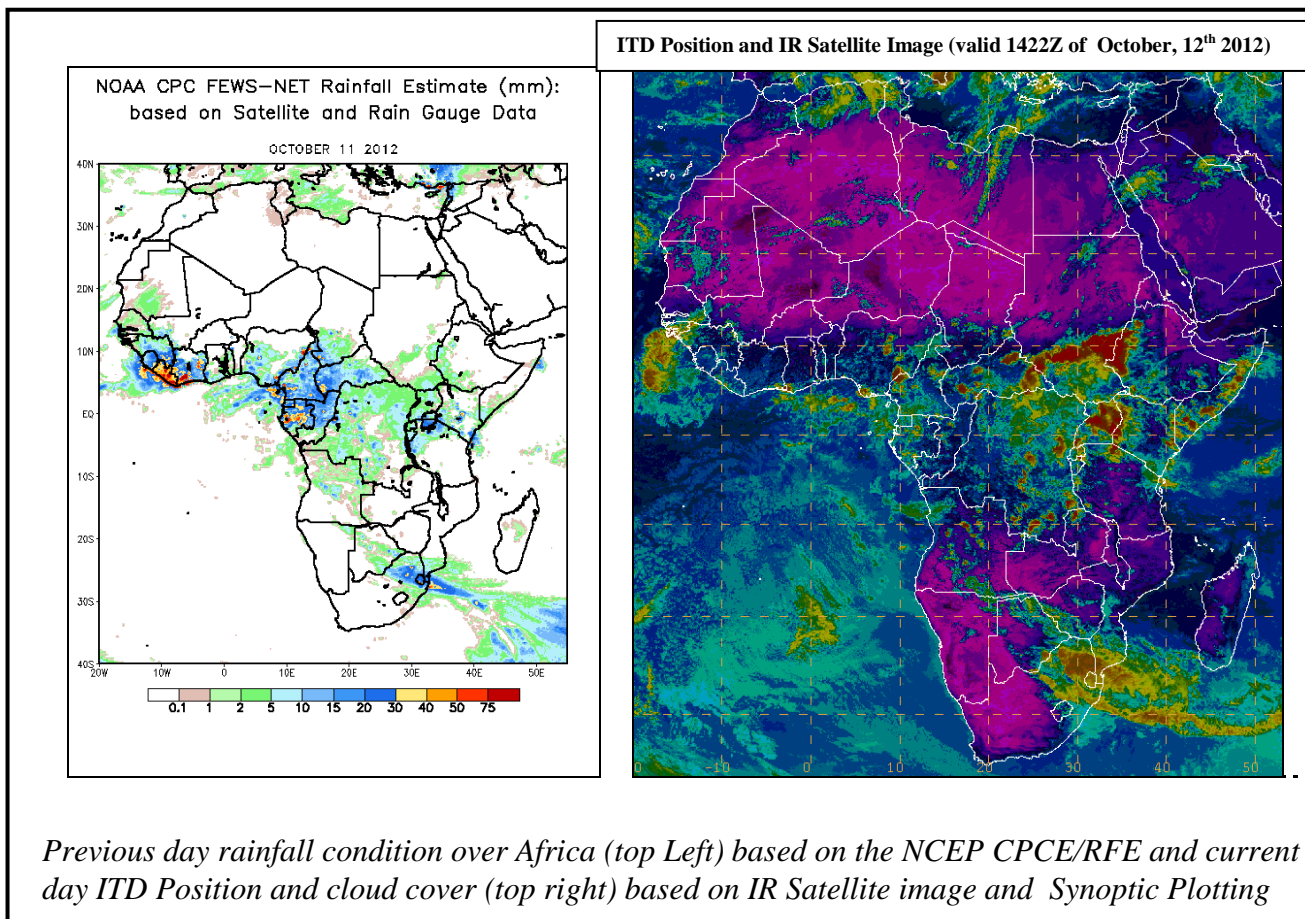 ITD Position and IR Satellite Image (valid 1422Z of October, 12th 2012)
NOAA CPC FEWS-NET Rainfall Estimate (mm):
based on Satellite and Rain Gauge Data
OCTOBER 11 2012
40N
30N
20N
10N
EQ
10S
20S
30S
40S
20W 10W 0 10E 20E 30E 40E 50E
0.1 1 2 5 10 15 20 30 40 50 75
0 -10 0 10 20 30 40 50
Previous day rainfall condition over Africa (top Left) based on the NCEP CPCE/RFE and current
day ITD Position and cloud cover (top right) based on IR Satellite image and Synoptic Plotting